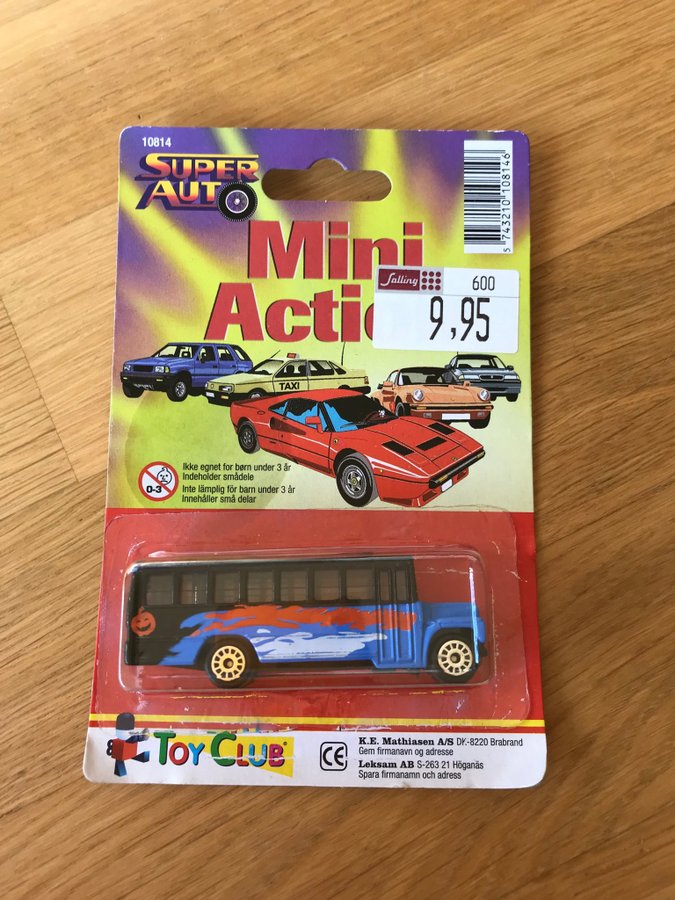 10814
SUPER
AUTO
5 743210 108146
Mini
Salling
600
9,95
TAXI
0-3
Ikke egnet for børn under 3 år
Indeholder smådele
Inte lämplig för barn under 3 år
Innehåller små delar
TOY CLUB
CE
K.E. Mathiasen A/S DK-8220 Brabrand
Gem firmanavn og adresse
Leksam AB S-263 21 Höganäs
Spara firmanamn och adress